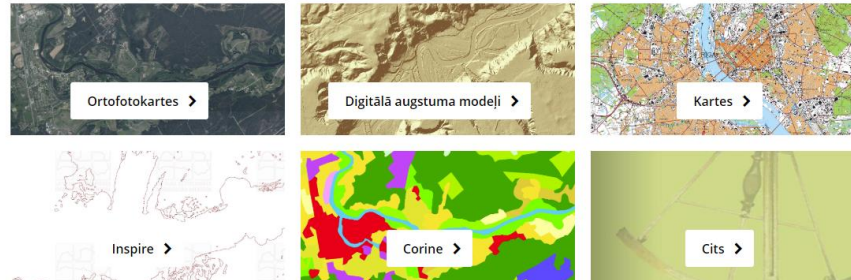 Ortofotokartes
Digitālā augstuma modeļi
Kartes
Inspire
Corine
Cits